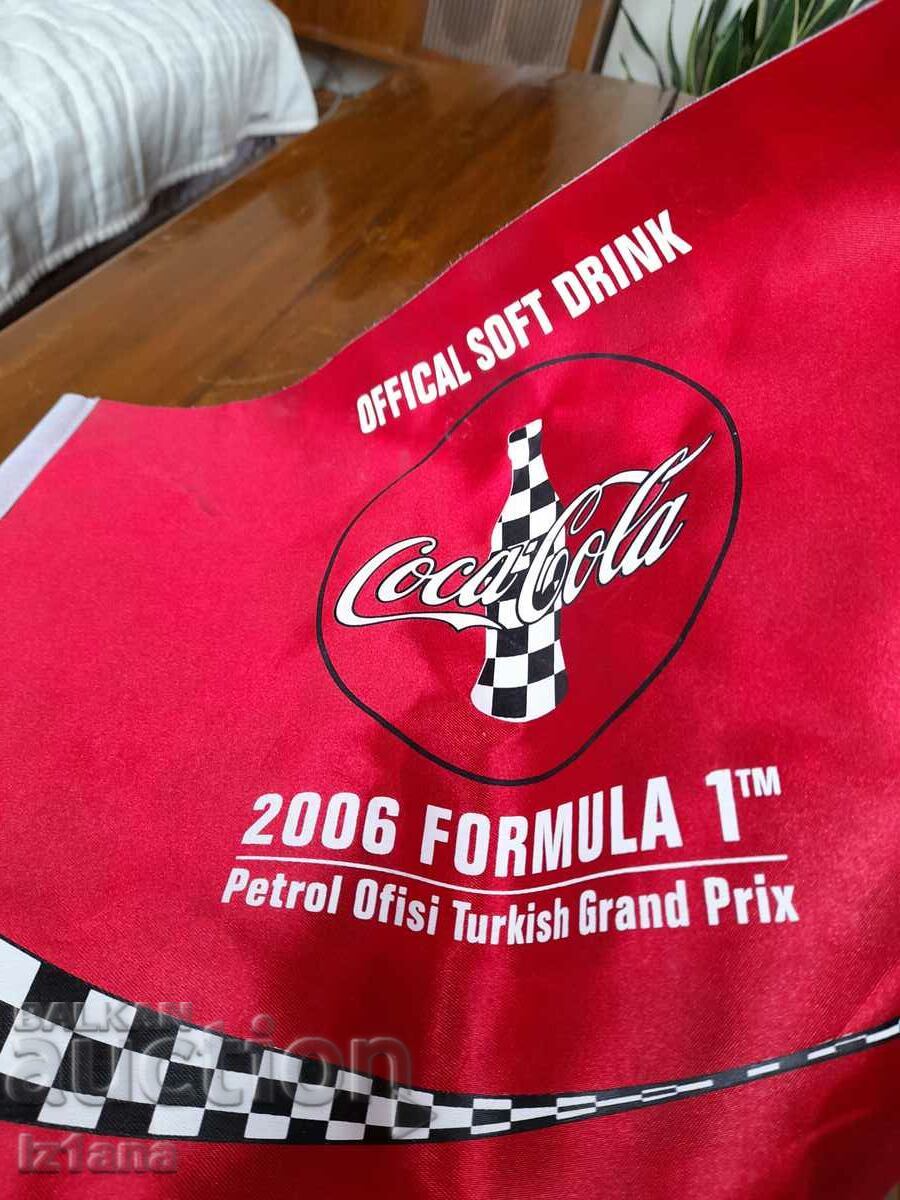 OFFICAL SOFT DRINK
Coca-Cola
2006 FORMULA 1™
Petrol Ofisi Turkish Grand Prix
BALKAN
auction
Iz1ana